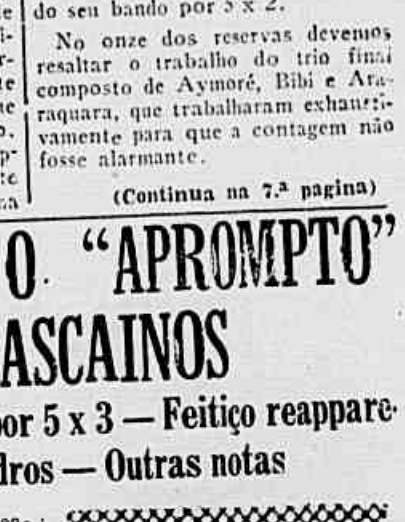 do seu bando por 5 x 2.
No onze dos reservas devemos
resaltar o trabalho do trio final
composto de Aymoré, Bibi e Ara-
raquara, que trabalharam exhausti-
vamente para que a contagem não
fosse alarmante.
(Continua na 7.ª pagina)
O "APROMPTO"
ASCAINOS
por 5 x 3 — Feitiço reappare-
dros — Outras notas